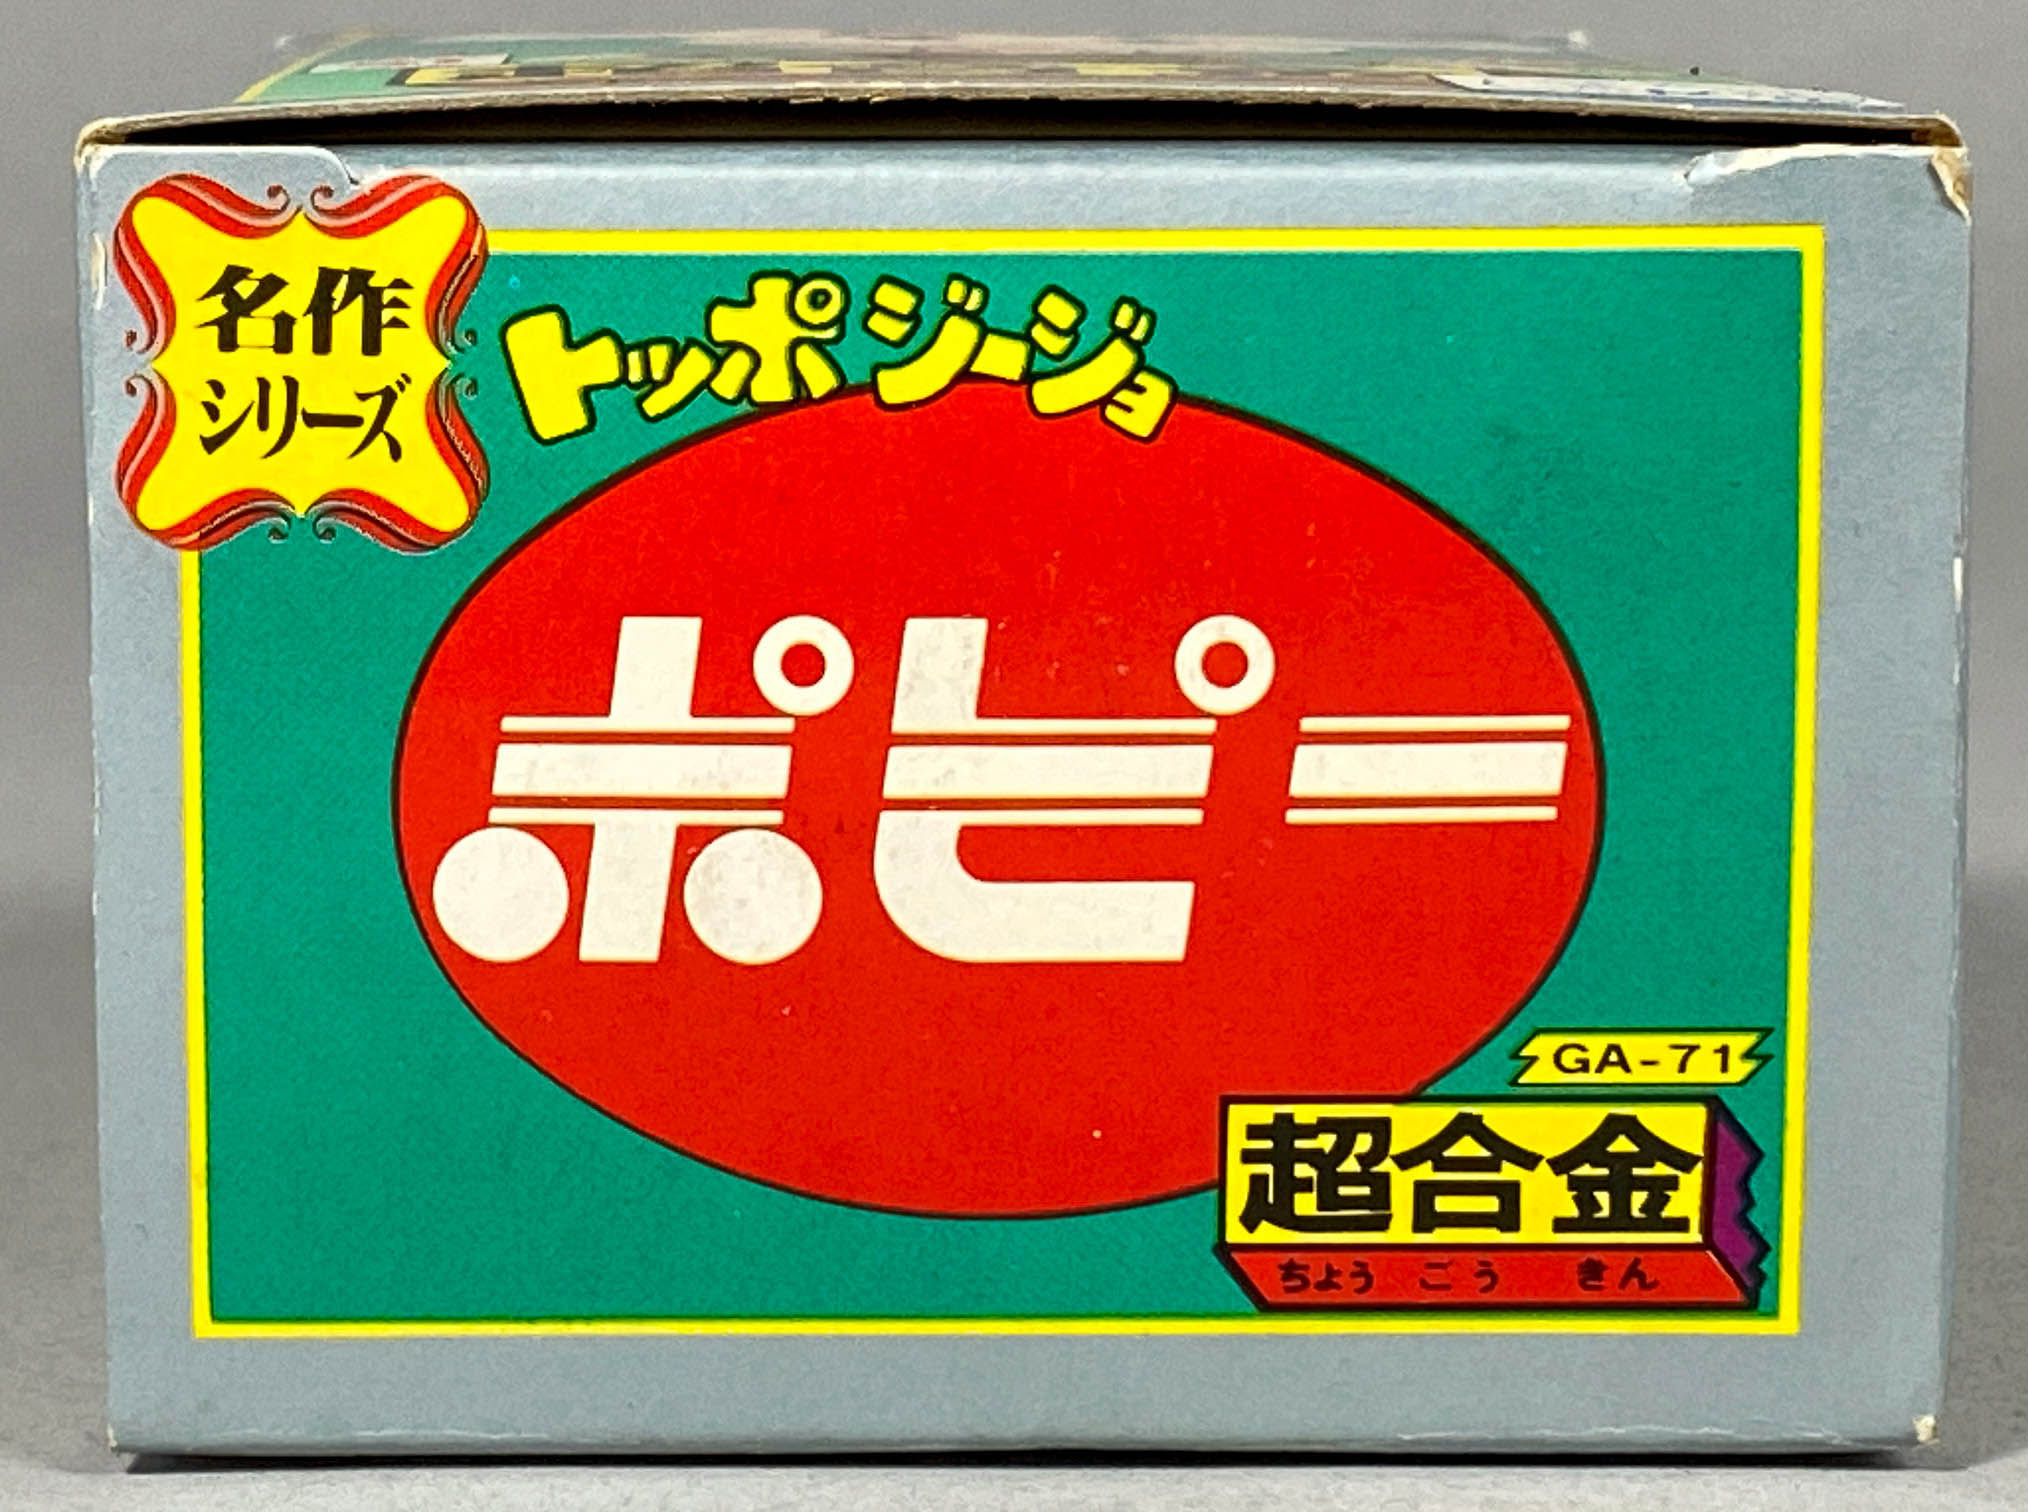 名作
シリーズ
トッポジージョ
ポピー
GA-71
超合金
ちょうごうきん